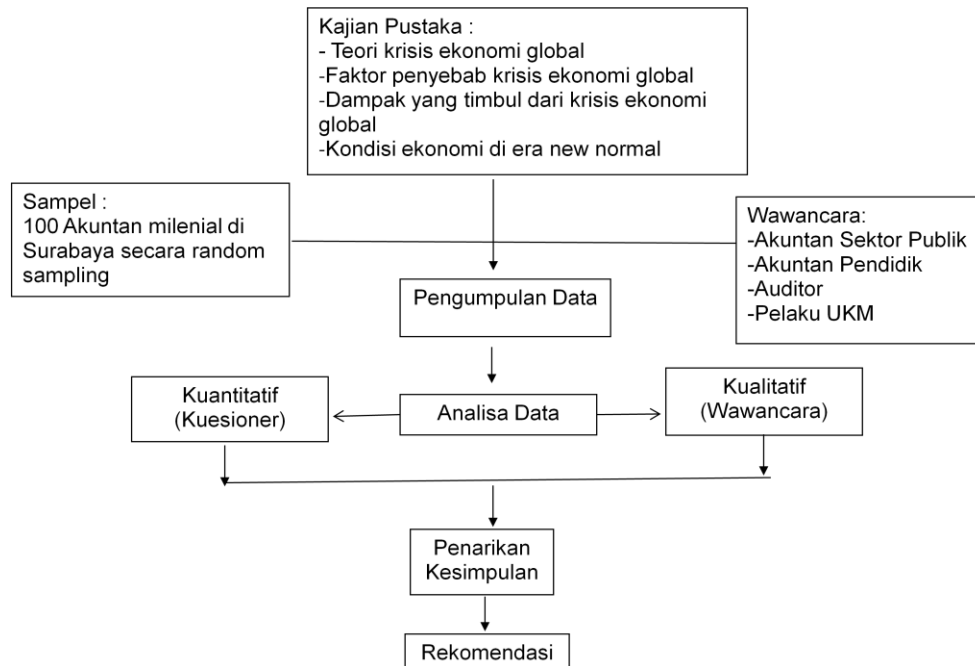 Kajian Pustaka :
- Teori krisis ekonomi global
-Faktor penyebab krisis ekonomi global
-Dampak yang timbul dari krisis ekonomi
global
-Kondisi ekonomi di era new normal
Sampel :
100 Akuntan milenial di
Surabaya secara random
sampling
Wawancara:
-Akuntan Sektor Publik
-Akuntan Pendidik
-Auditor
-Pelaku UKM
Pengumpulan Data
Kuantitatif
(Kuesioner)
Analisa Data
Kualitatif
(Wawancara)
Penarikan
Kesimpulan
Rekomendasi